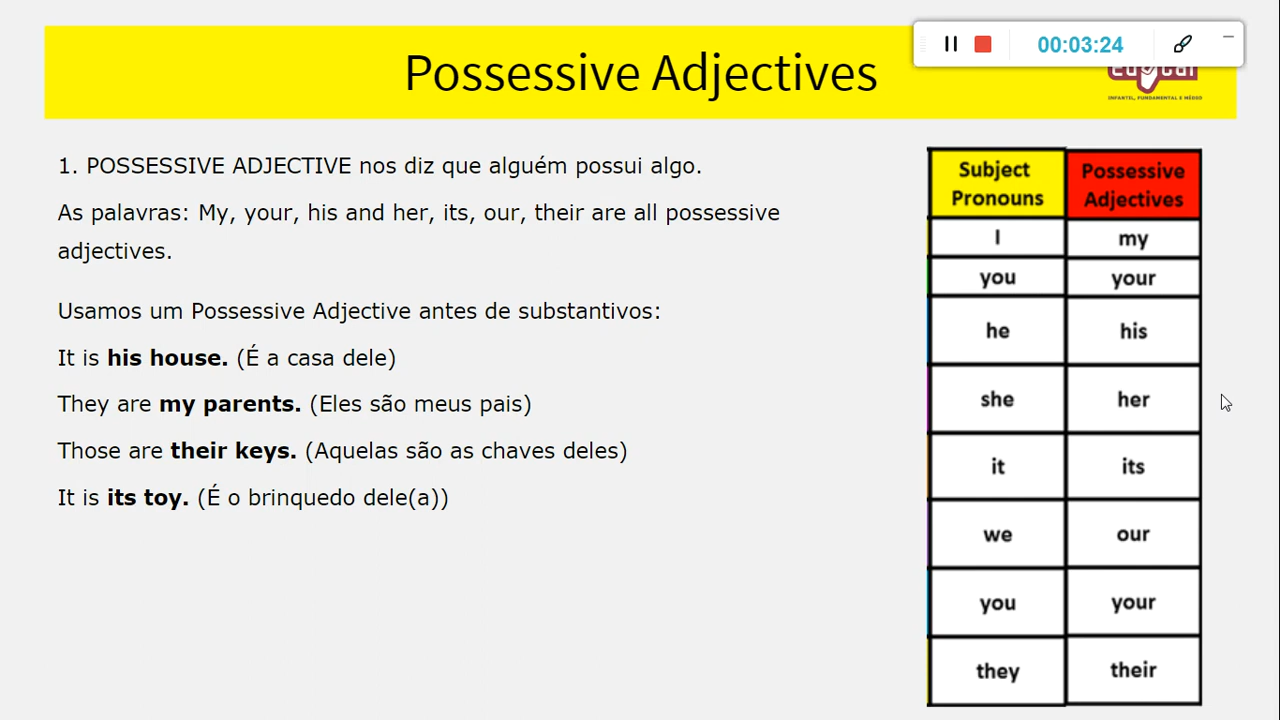 Possessive Adjectives
00:03:24
INFANTIL, FUNDAMENTAL E MÉDIO
1. POSSESSIVE ADJECTIVE nos diz que alguém possui algo.
As palavras: My, your, his and her, its, our, their are all possessive
adjectives.
Usamos um Possessive Adjective antes de substantivos:
It is his house. (É a casa dele)
They are my parents. (Eles são meus pais)
Those are their keys. (Aquelas são as chaves deles)
It is its toy. (É o brinquedo dele(a))
Subject Pronouns Possessive Adjectives
I my
you your
he his
she her
it its
we our
you your
they their